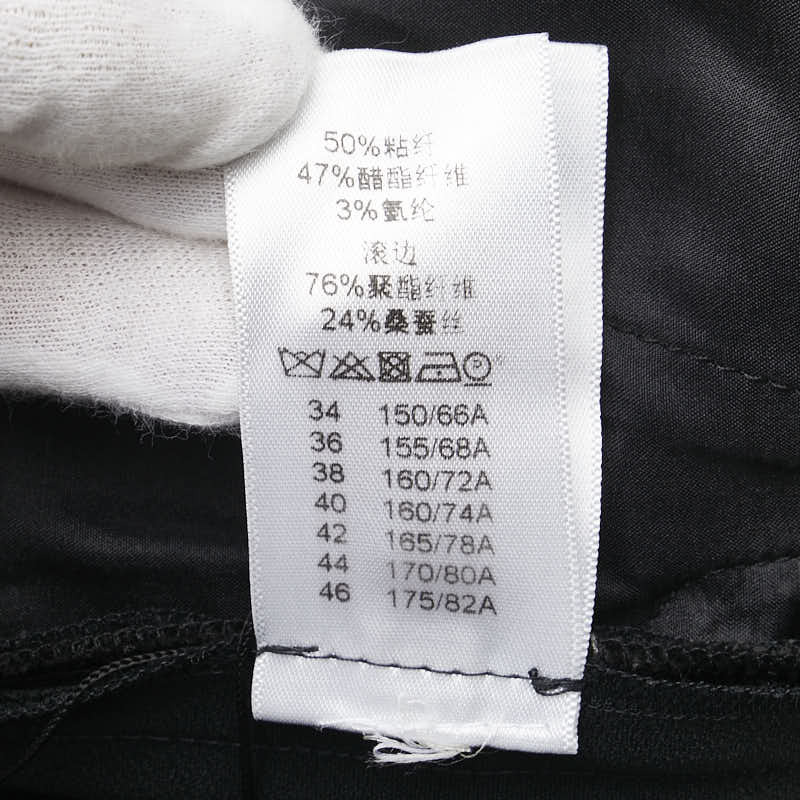 50%粘纤
47%醋酯纤维
3%氨纶
滚边
76%聚酯纤维
24%桑蚕丝
P
34 150/66A
36 155/68A
38 160/72A
40 160/74A
42 165/78A
44 170/80A
46 175/82A